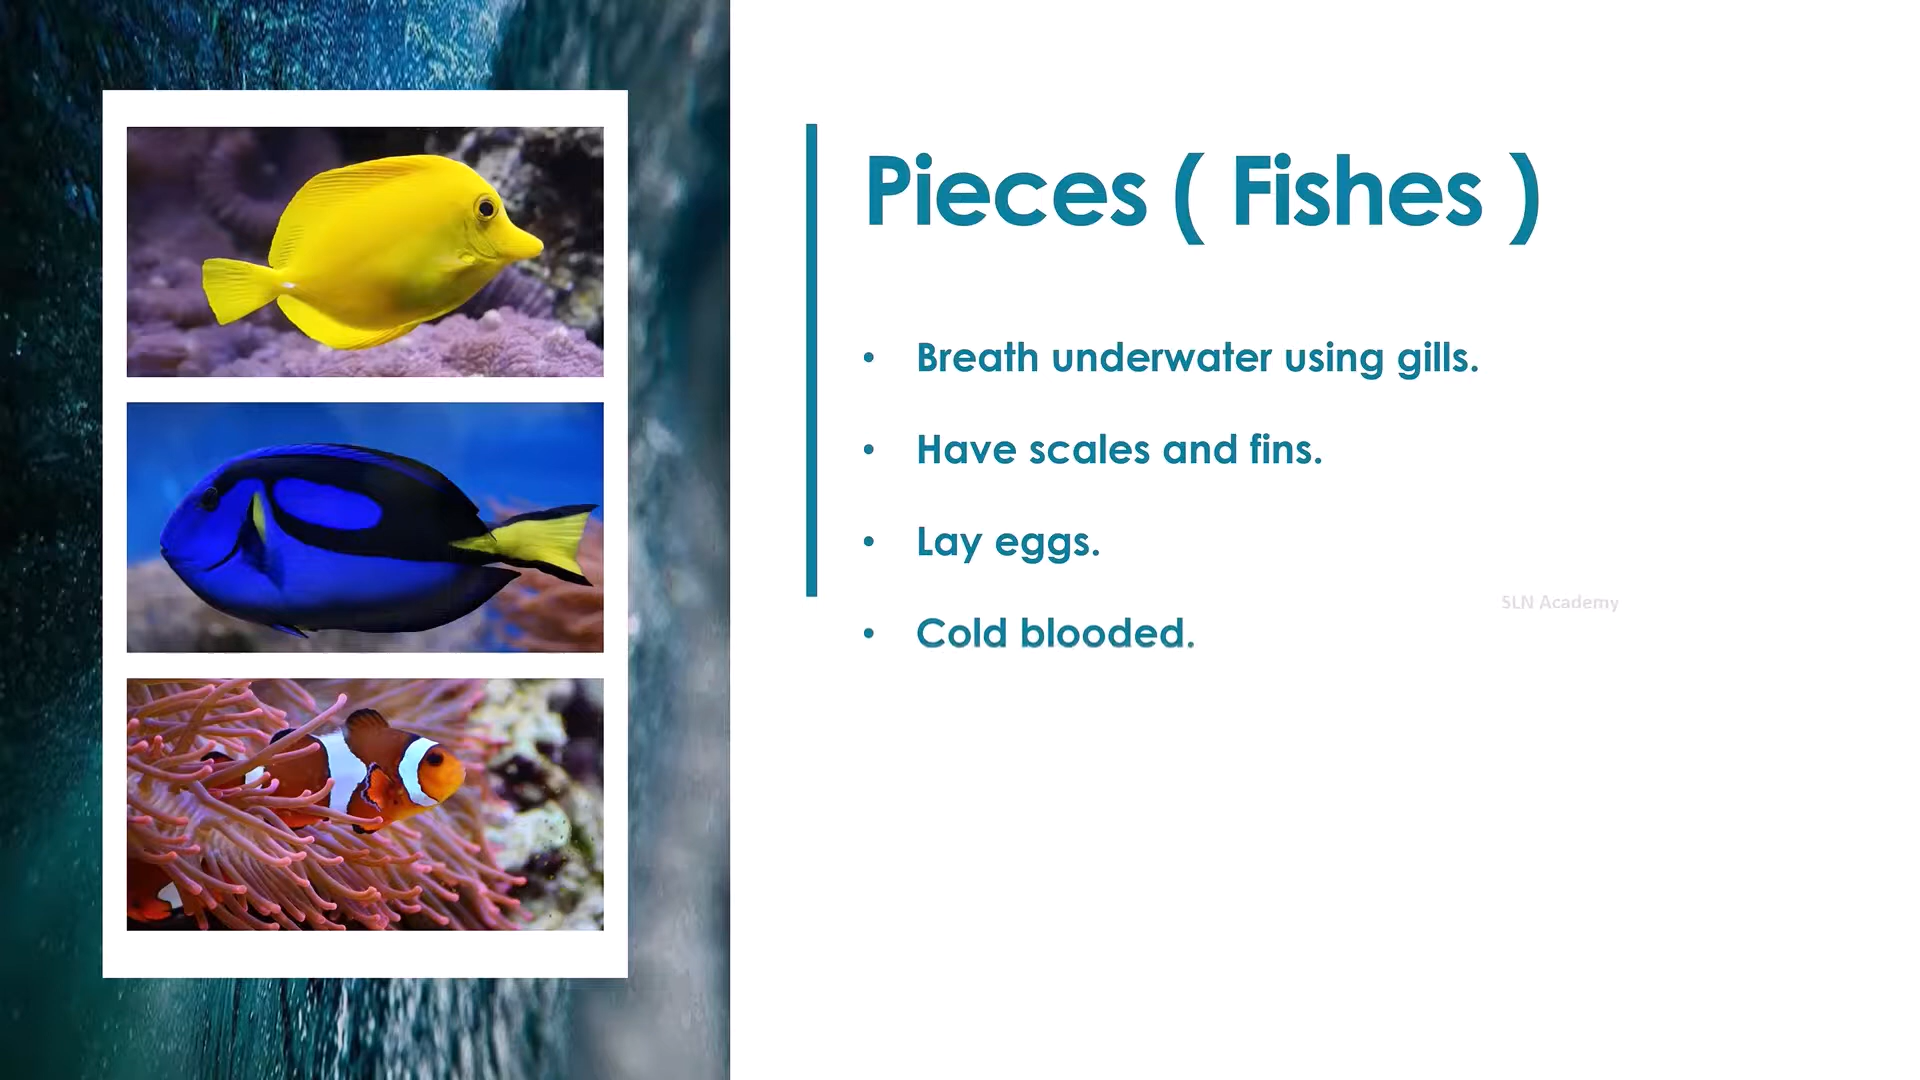 Pieces ( Fishes )
• Breath underwater using gills.
• Have scales and fins.
• Lay eggs.
SLN Academy
• Cold blooded.